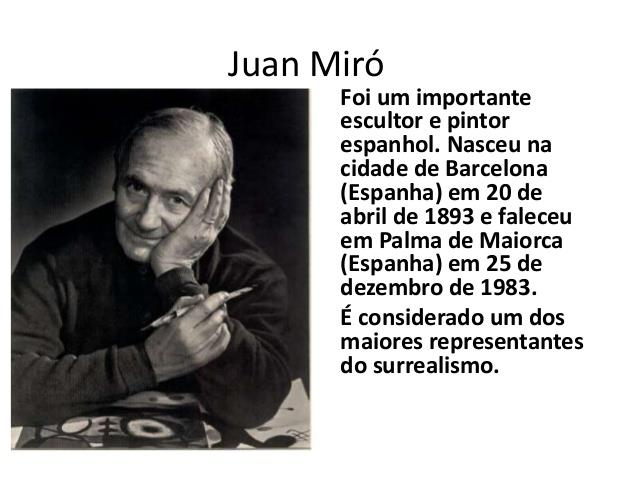 Juan Miró
Foi um importante
escultor e pintor
espanhol. Nasceu na
cidade de Barcelona
(Espanha) em 20 de
abril de 1893 e faleceu
em Palma de Maiorca
(Espanha) em 25 de
dezembro de 1983.
É considerado um dos
maiores representantes
do surrealismo.